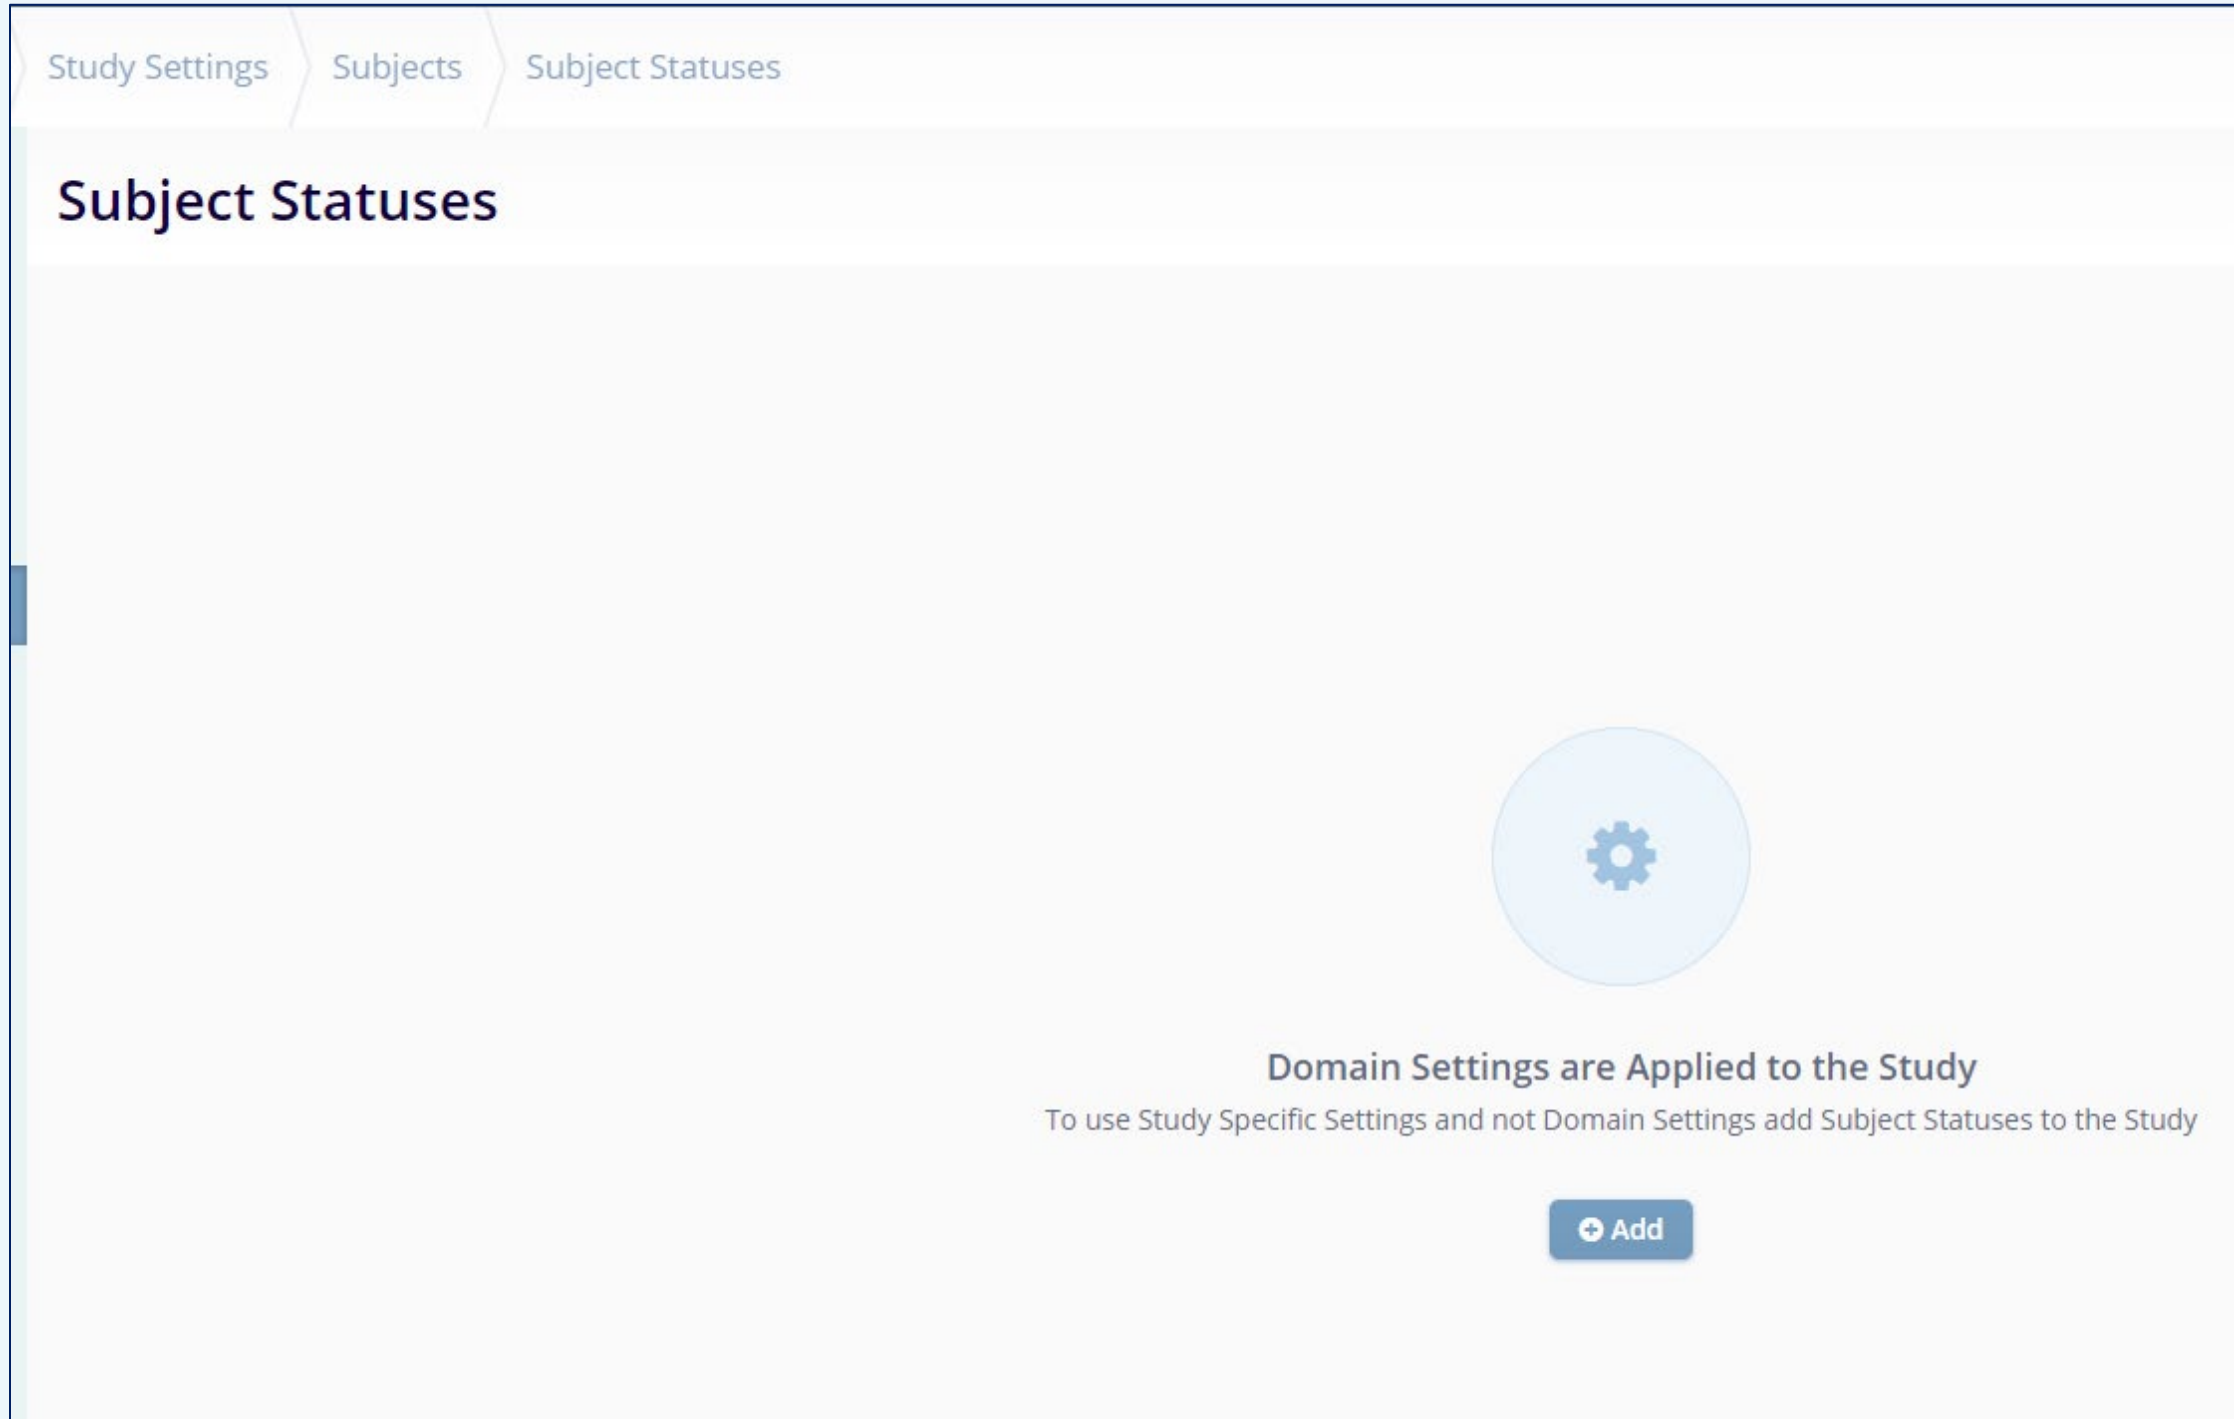 Study Settings Subjects Subject Statuses
Subject Statuses
Domain Settings are Applied to the Study
To use Study Specific Settings and not Domain Settings add Subject Statuses to the Study
Add